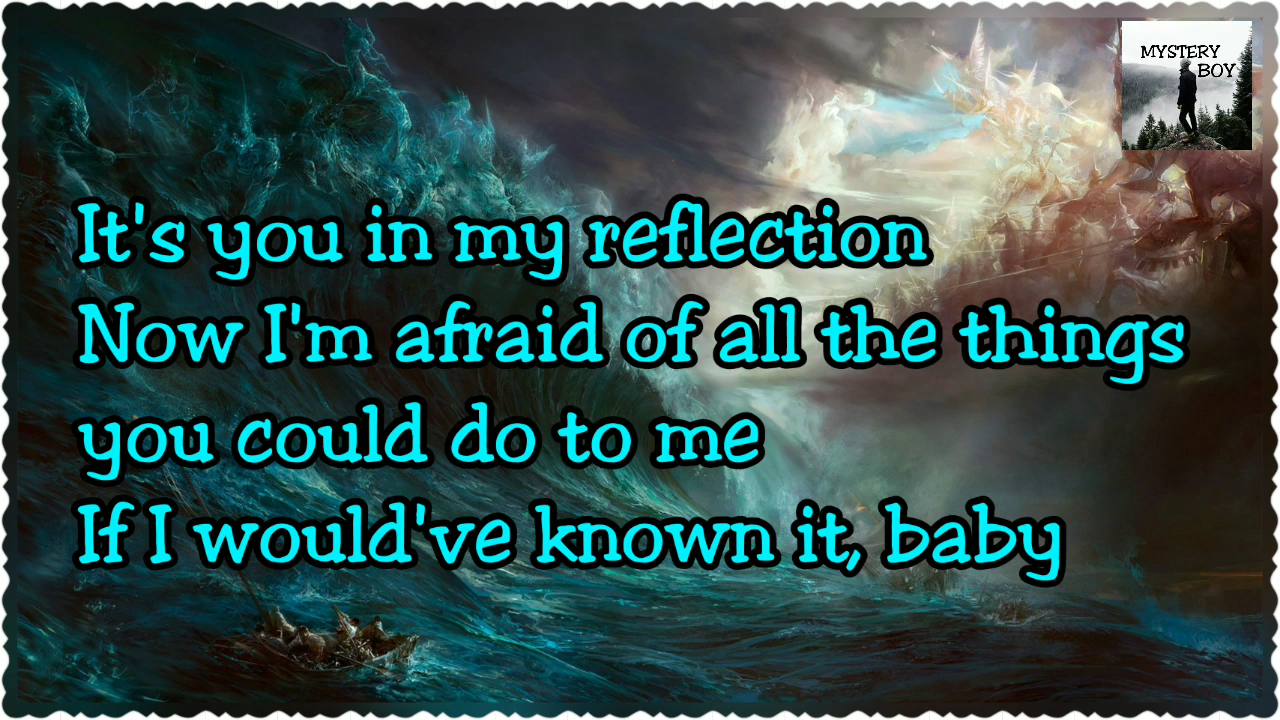 MYSTERY
BOY
It's you in my reflection
Now I'm afraid of all the things
you could do to me
If I would've known it, baby